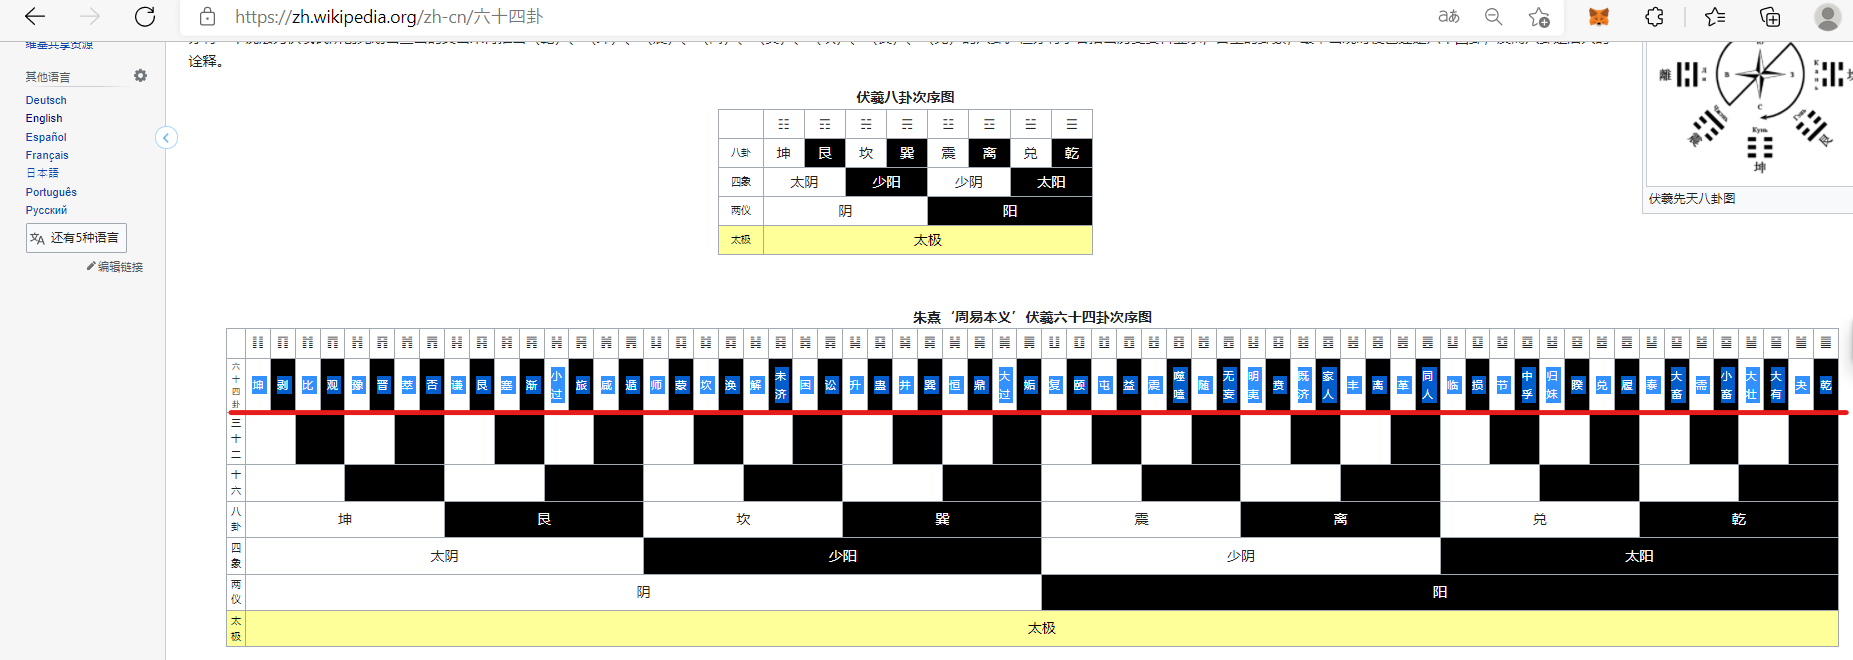 https://zh.wikipedia.org/zh-cn/六十四卦
维基共享资源
其他语言
Deutsch
English
Español
Français
日本語
Português
Русский
还有5种语言
编辑链接
诠释。
伏羲八卦次序图
☷ ☶ ☵ ☴ ☳ ☲ ☱ ☰
八卦 坤 艮 坎 巽 震 离 兑 乾
四象 太阴 少阳 少阴 太阳
两仪 阴 阳
太极 太极
離
震
坤
艮
Кунь
В
З
С
伏羲先天八卦图
朱熹‘周易本义’伏羲六十四卦次序图
六十四卦 坤 剥 比 观 豫 晋 萃 否 谦 艮 蹇 渐 小过 旅 咸 遁 师 蒙 坎 涣 解 未济 困 讼 升 蛊 井 巽 恒 鼎 大过 姤 复 颐 屯 益 震 噬嗑 随 无妄 明夷 贲 既济 家人 丰 离 革 同人 临 损 节 中孚 归妹 睽 兑 履 泰 大畜 需 小畜 大壮 大有 夬 乾
三十二
十六
八卦 坤 艮 坎 巽 震 离 兑 乾
四象 太阴 少阳 少阴 太阳
两仪 阴 阳
太极 太极